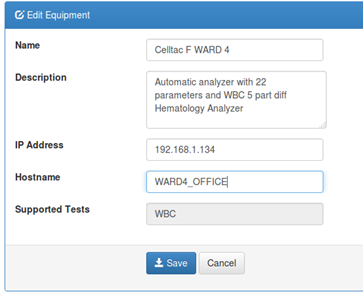 Edit Equipment
Name
Celltac F WARD 4
Description
Automatic analyzer with 22
parameters and WBC 5 part diff
Hematology Analyzer
IP Address
192.168.1.134
Hostname
WARD4_OFFICE
Supported Tests
WBC
Save
Cancel